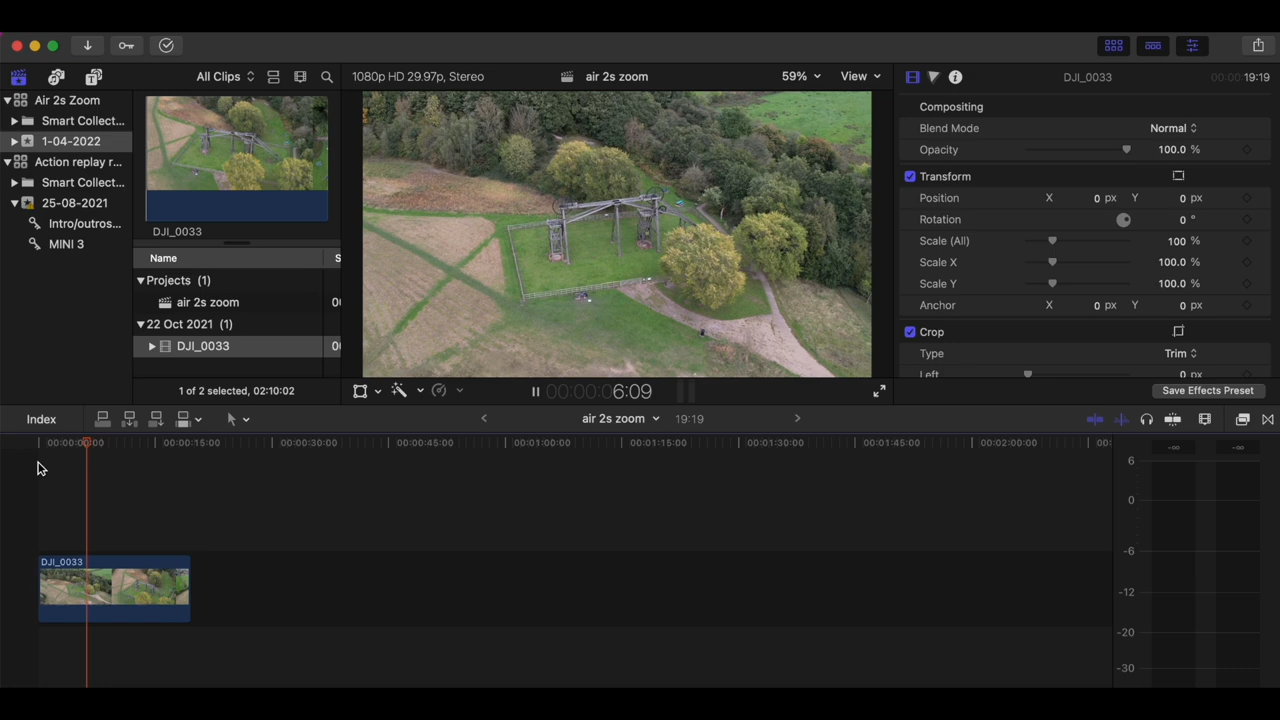 All Clips
1080p HD 29.97p, Stereo
air 2s zoom
59%
View
DJI_0033
00:00:00:19:19
Air 2s Zoom
Smart Collect...
1-04-2022
Action replay r...
Smart Collect...
25-08-2021
Intro/outros...
MINI 3
DJI_0033
Name
S
Projects (1)
air 2s zoom
00
22 Oct 2021 (1)
DJI_0033
00
1 of 2 selected, 02:10:02
00:00:00:06:09
Compositing
Blend Mode
Normal
Opacity
100.0 %
Transform
Position
X
0 px
Y
0 px
Rotation
0 °
Scale (All)
100 %
Scale X
100.0 %
Scale Y
100.0 %
Anchor
X
0 px
Y
0 px
Crop
Type
Trim
Left
0 px
Save Effects Preset
Index
air 2s zoom
19:19
00:00:00:00
00:00:15:00
00:00:30:00
00:00:45:00
00:01:00:00
00:01:15:00
00:01:30:00
00:01:45:00
00:02:00:00
00:
DJI_0033
-∞
-∞
6
0
-6
-12
-20
-30